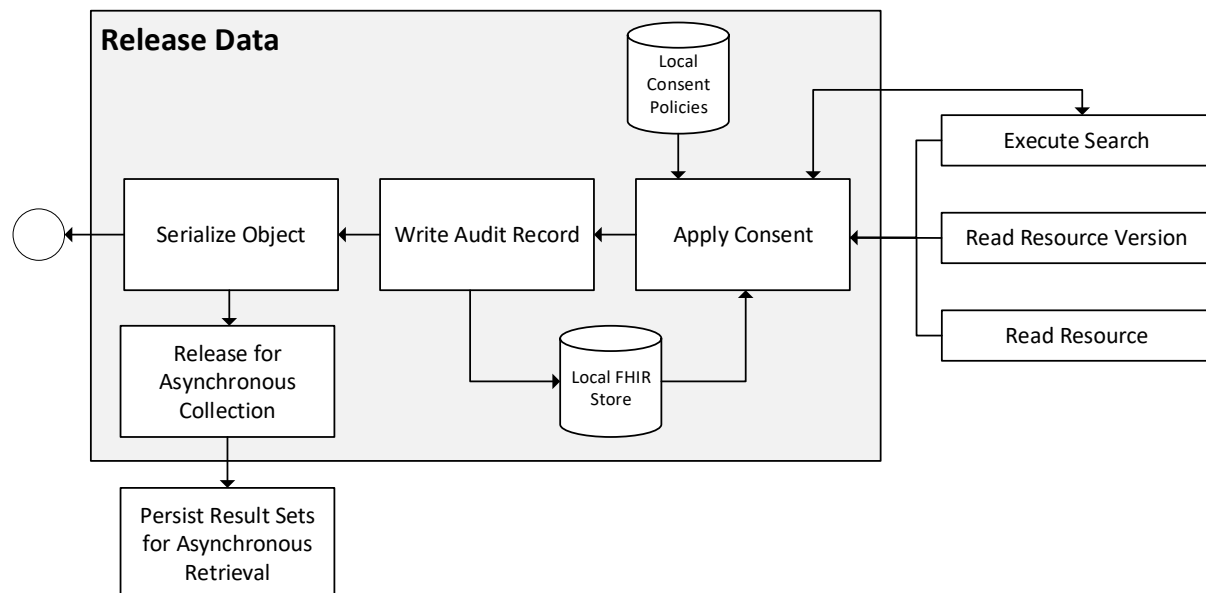 Release Data
Local
Consent
Policies
Execute Search
Serialize Object
Write Audit Record
Apply Consent
Read Resource Version
Release for
Asynchronous
Collection
Local FHIR
Store
Read Resource
Persist Result Sets
for Asynchronous
Retrieval